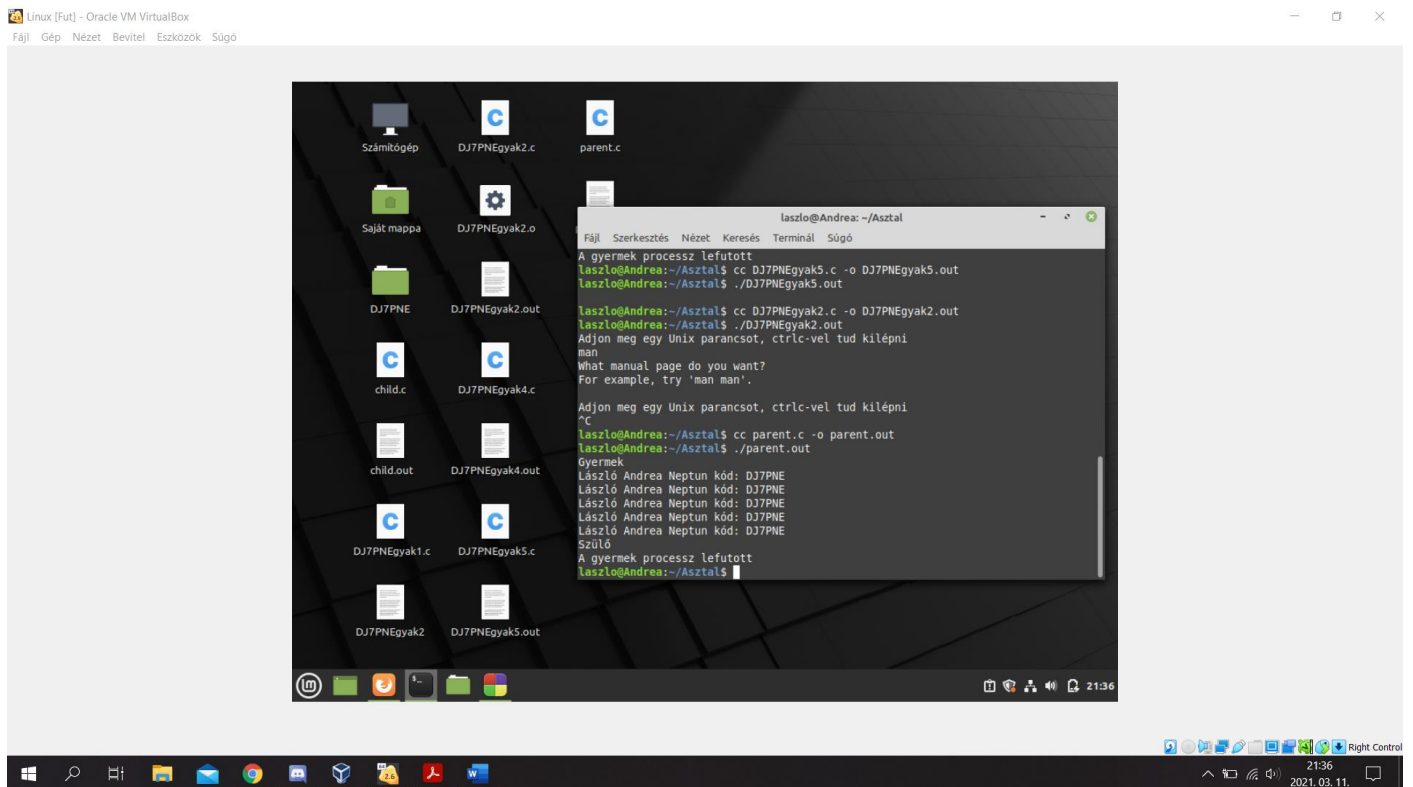 Linux [Fut] - Oracle VM VirtualBox
Fájl Gép Nézet Bevitel Eszközök Súgó
Számítógép
DJ7PNEgyak2.c
parent.c
Saját mappa
DJ7PNEgyak2.o
DJ7PNE
DJ7PNEgyak2.out
child.c
DJ7PNEgyak4.c
child.out
DJ7PNEgyak4.out
DJ7PNEgyak1.c
DJ7PNEgyak5.c
DJ7PNEgyak2
DJ7PNEgyak5.out
laszlo@Andrea: ~/Asztal
Fájl Szerkesztés Nézet Keresés Terminál Súgó
A gyermek processz lefutott
laszlo@Andrea:~/Asztal$ cc DJ7PNEgyak5.c -o DJ7PNEgyak5.out
laszlo@Andrea:~/Asztal$ ./DJ7PNEgyak5.out
laszlo@Andrea:~/Asztal$ cc DJ7PNEgyak2.c -o DJ7PNEgyak2.out
laszlo@Andrea:~/Asztal$ ./DJ7PNEgyak2.out
Adjon meg egy Unix parancsot, ctrlc-vel tud kilépni
man
What manual page do you want?
For example, try 'man man'.
Adjon meg egy Unix parancsot, ctrlc-vel tud kilépni
^C
laszlo@Andrea:~/Asztal$ cc parent.c -o parent.out
laszlo@Andrea:~/Asztal$ ./parent.out
Gyermek
László Andrea Neptun kód: DJ7PNE
László Andrea Neptun kód: DJ7PNE
László Andrea Neptun kód: DJ7PNE
László Andrea Neptun kód: DJ7PNE
László Andrea Neptun kód: DJ7PNE
Szülő
A gyermek processz lefutott
laszlo@Andrea:~/Asztal$
21:36
Right Control
2.6
21:36
2021. 03. 11.